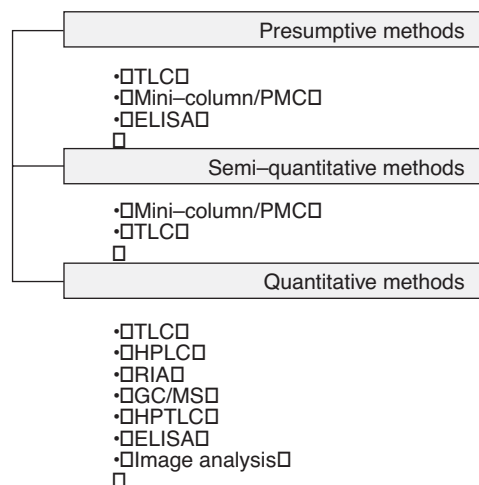 Presumptive methods
•□TLC□
•□Mini–column/PMC□
•□ELISA□
□
Semi–quantitative methods
•□Mini–column/PMC□
•□TLC□
□
Quantitative methods
•□TLC□
•□HPLC□
•□RIA□
•□GC/MS□
•□HPTLC□
•□ELISA□
•□Image analysis□
□